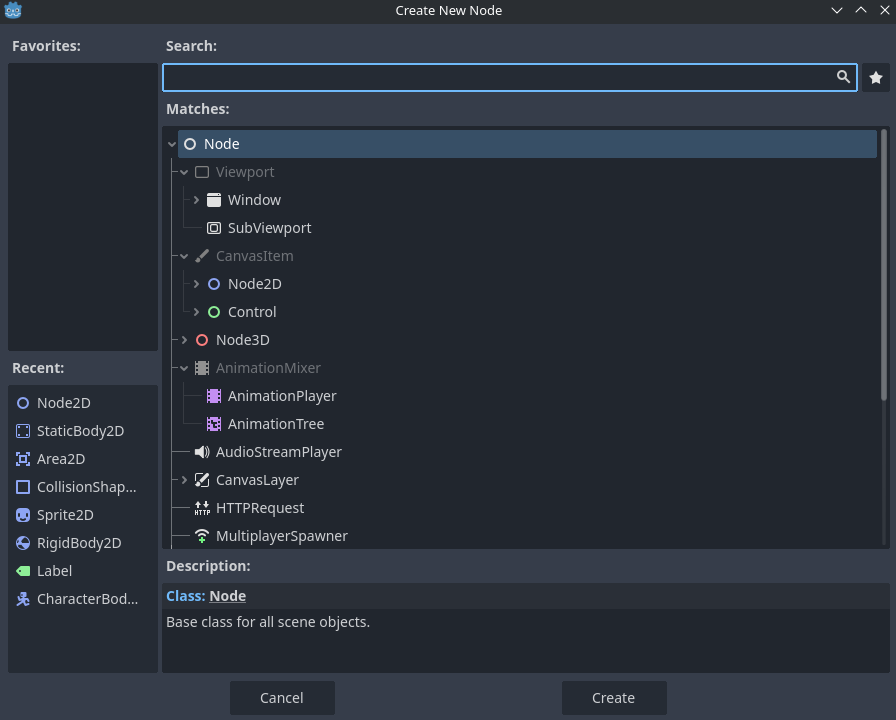 Create New Node
Favorites:
Search:
Matches:
Node
Viewport
Window
SubViewport
CanvasItem
Node2D
Control
Node3D
AnimationMixer
AnimationPlayer
AnimationTree
AudioStreamPlayer
CanvasLayer
HTTP
HTTPRequest
MultiplayerSpawner
Recent:
Node2D
StaticBody2D
Area2D
CollisionShap...
Sprite2D
RigidBody2D
Label
CharacterBod...
Description:
Class: Node
Base class for all scene objects.
Cancel
Create